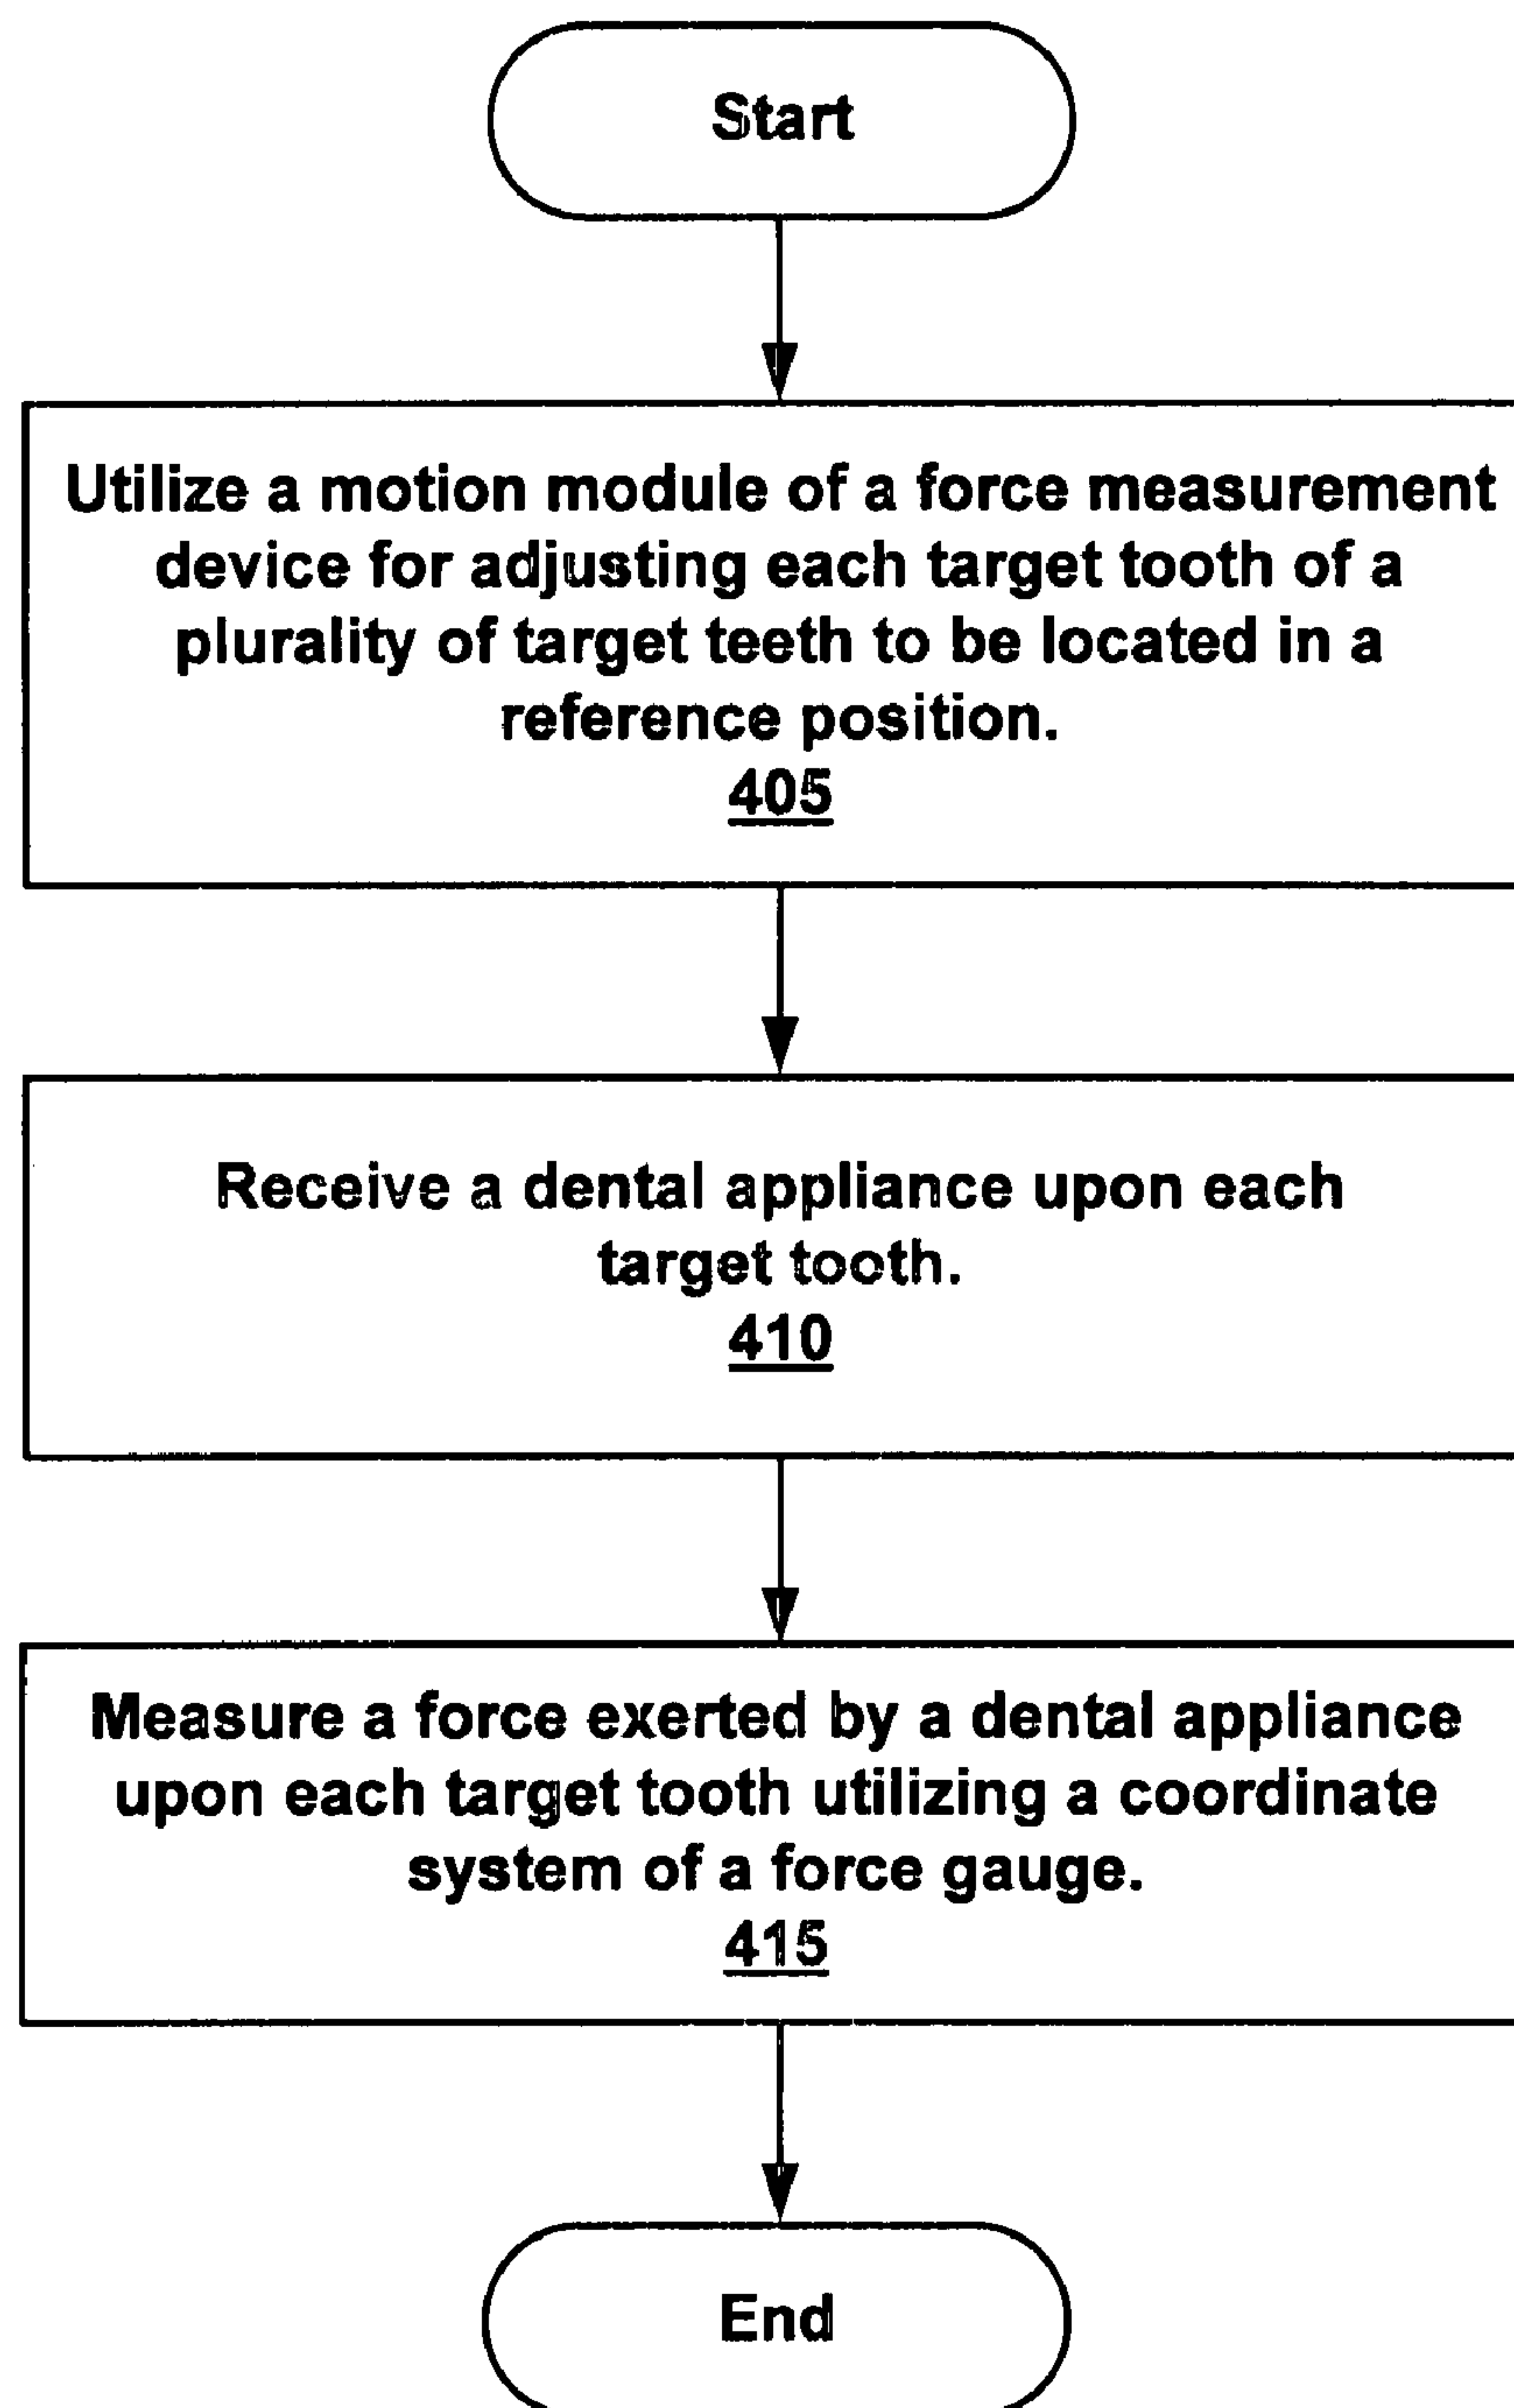 Start
Utilize a motion module of a force measurement
device for adjusting each target tooth of a
plurality of target teeth to be located in a
reference position.
405
Receive a dental appliance upon each
target tooth.
410
Measure a force exerted by a dental appliance
upon each target tooth utilizing a coordinate
system of a force gauge.
415
End